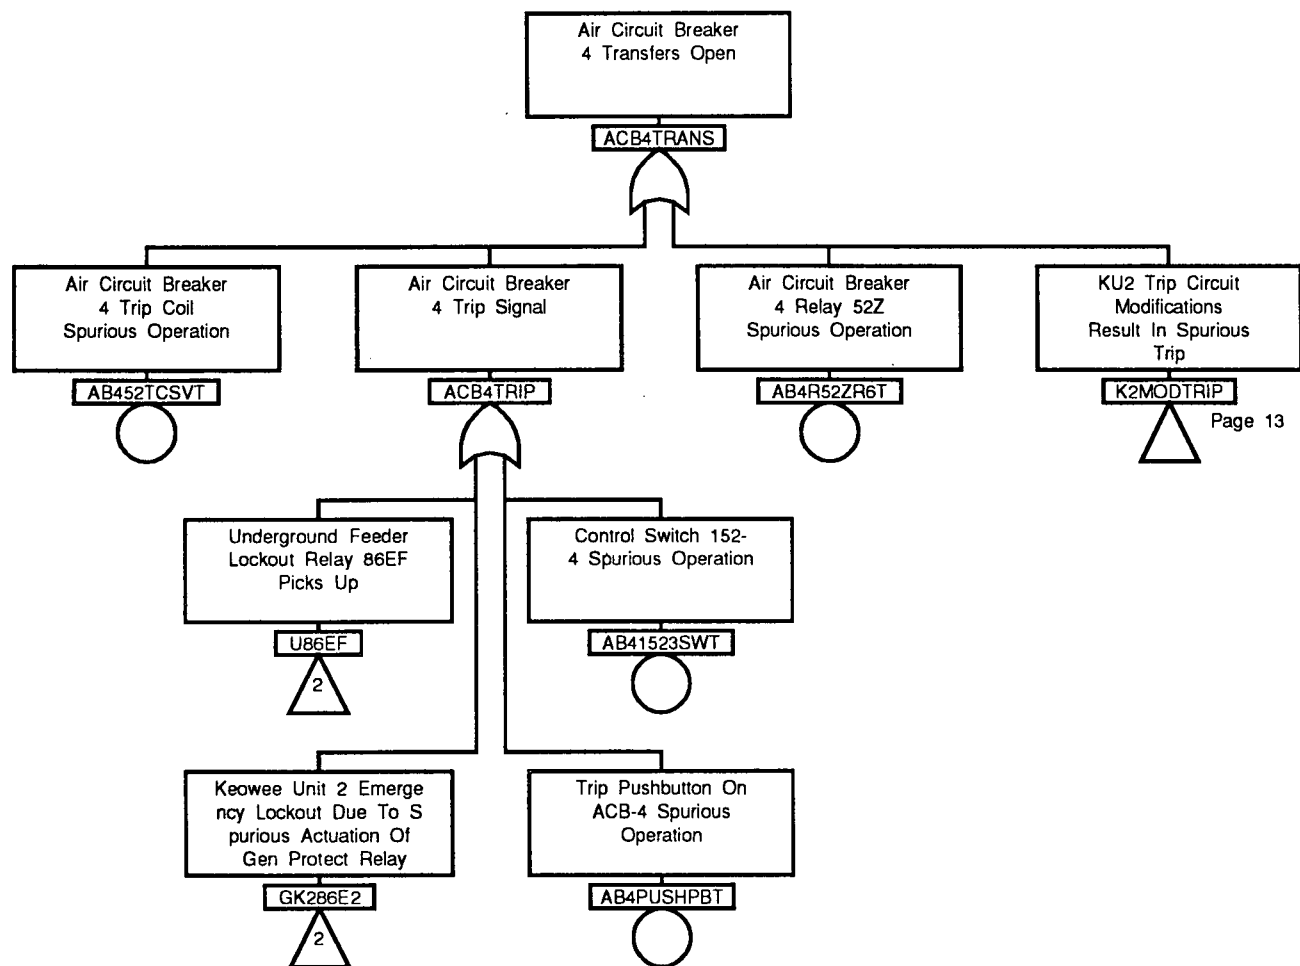 Air Circuit Breaker
4 Transfers Open
ACB4TRANS
Air Circuit Breaker
4 Trip Coil
Spurious Operation
AB452TCSVT
Air Circuit Breaker
4 Trip Signal
ACB4TRIP
Air Circuit Breaker
4 Relay 52Z
Spurious Operation
AB4R52ZR6T
KU2 Trip Circuit
Modifications
Result In Spurious
Trip
K2MODTRIP
Page 13
Underground Feeder
Lockout Relay 86EF
Picks Up
U86EF
2
Control Switch 152-
4 Spurious Operation
AB41523SWT
Keowee Unit 2 Emerge
ncy Lockout Due To S
purious Actuation Of
Gen Protect Relay
GK286E2
2
Trip Pushbutton On
ACB-4 Spurious
Operation
AB4PUSHPBT